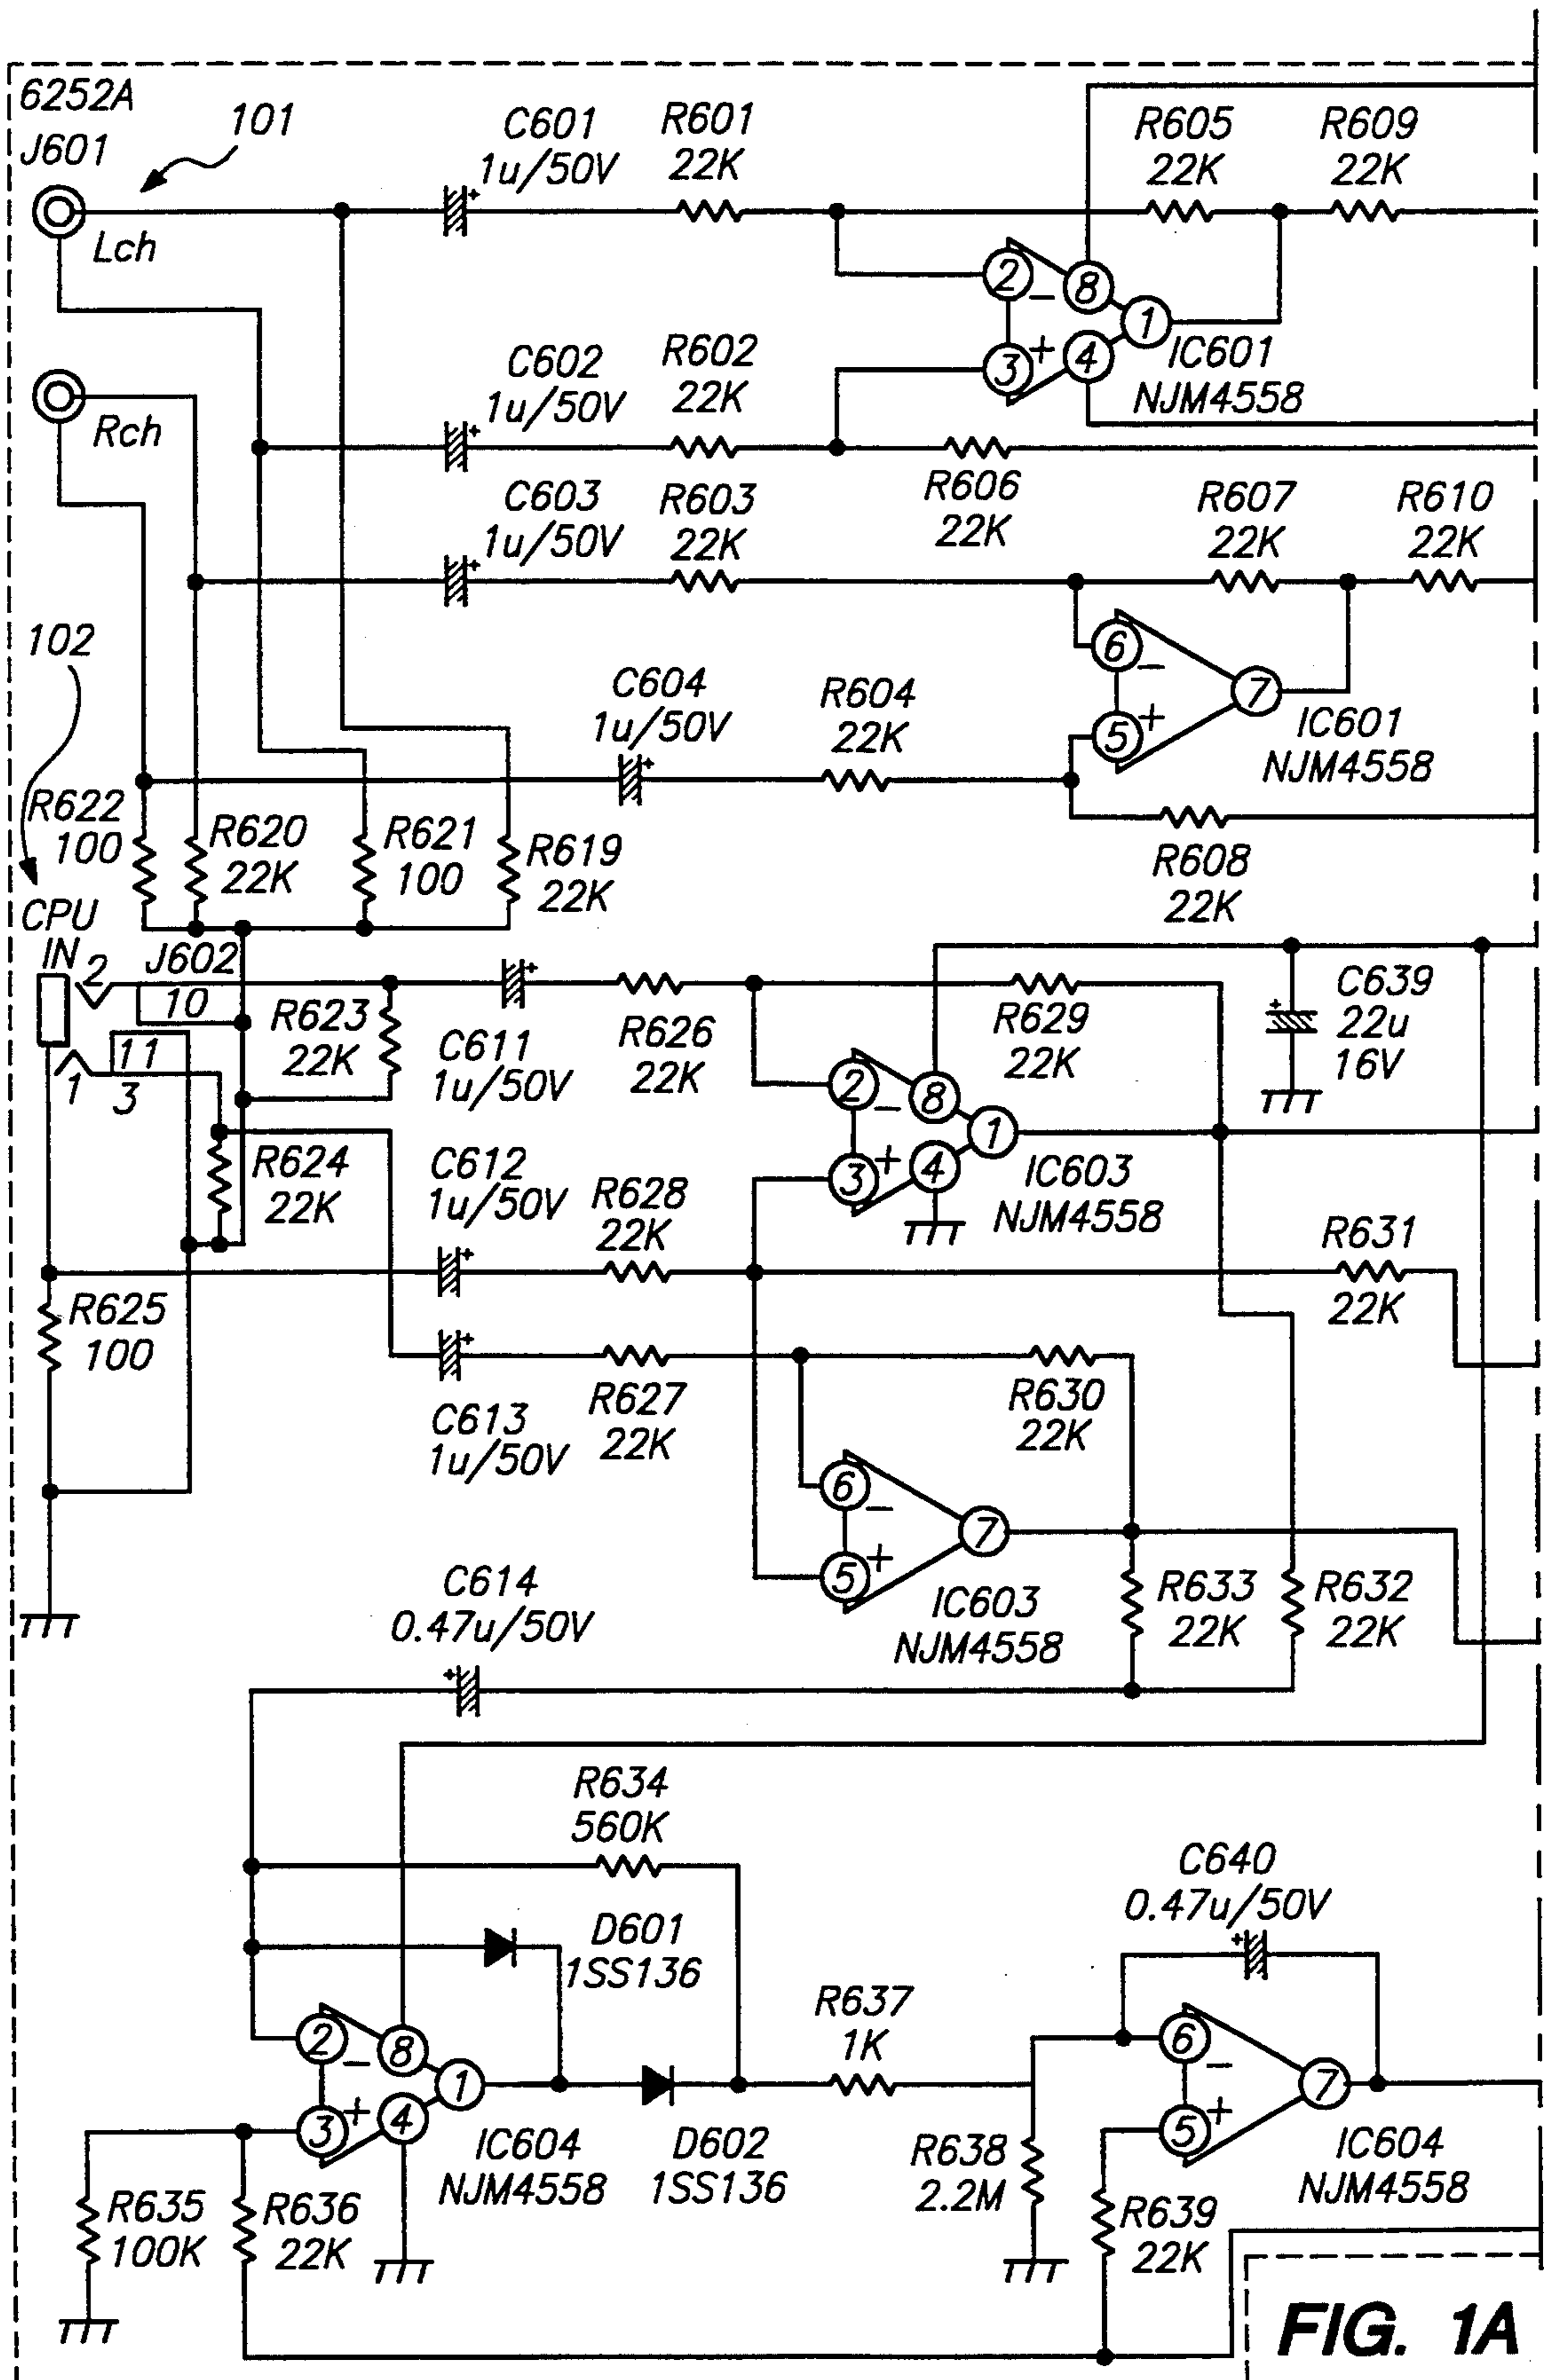 6252A
J601
101
Lch
C601
1u/50V
R601
22K
R605
22K
R609
22K
2
−
8
1
3
+
4
IC601
NJM4558
Rch
C602
1u/50V
R602
22K
R606
22K
C603
1u/50V
R603
22K
R607
22K
R610
22K
102
C604
1u/50V
R604
22K
6
−
5
+
7
IC601
NJM4558
R608
22K
R622
100
R620
22K
R621
100
R619
22K
CPU
IN
2
J602
10
11
1
3
R623
22K
C611
1u/50V
R626
22K
R629
22K
C639
22u
16V
+
2
−
8
1
3
+
4
IC603
NJM4558
R624
22K
C612
1u/50V
R628
22K
R631
22K
R625
100
C613
1u/50V
R627
22K
R630
22K
6
−
5
+
7
IC603
NJM4558
R633
22K
R632
22K
C614
0.47u/50V
R634
560K
D601
1SS136
C640
0.47u/50V
R637
1K
2
−
8
1
3
+
4
IC604
NJM4558
D602
1SS136
R638
2.2M
6
−
5
+
7
IC604
NJM4558
R635
100K
R636
22K
R639
22K
FIG. 1A